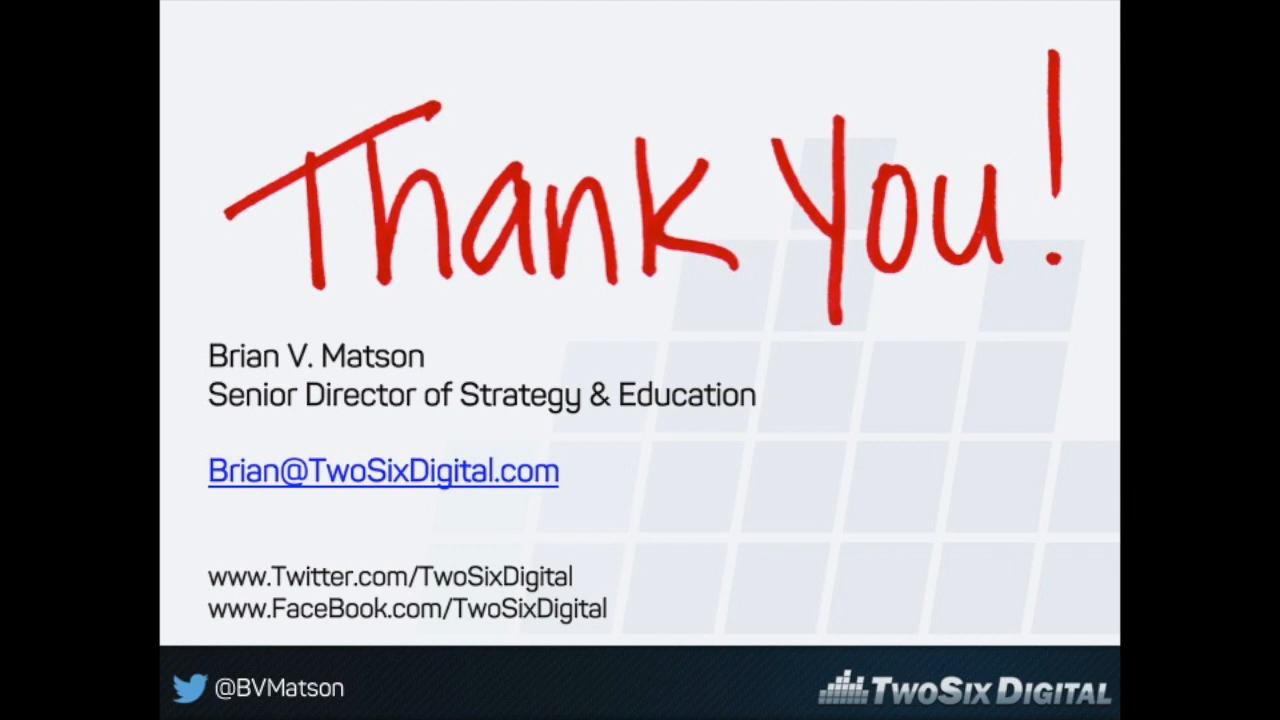 Thank You!
Brian V. Matson
Senior Director of Strategy & Education
Brian@TwoSixDigital.com
www.Twitter.com/TwoSixDigital
www.FaceBook.com/TwoSixDigital
@BVMatson
TWOSIX DIGITAL